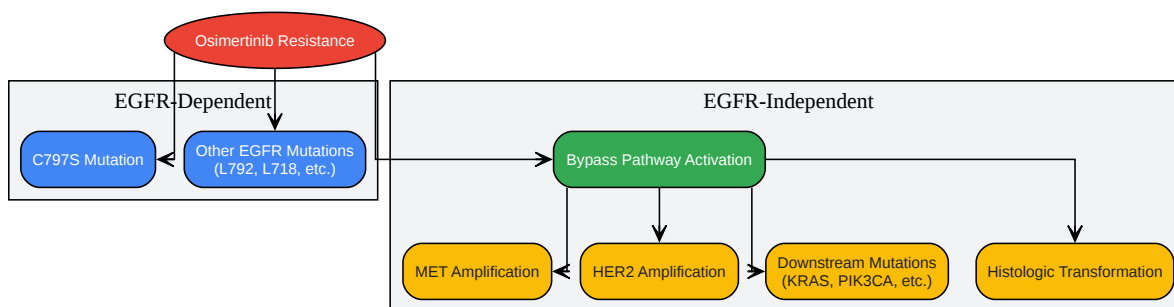 Osimertinib Resistance
EGFR-Dependent
EGFR-Independent
C797S Mutation
Other EGFR Mutations
(L792, L718, etc.)
Bypass Pathway Activation
MET Amplification
HER2 Amplification
Downstream Mutations
(KRAS, PIK3CA, etc.)
Histologic Transformation